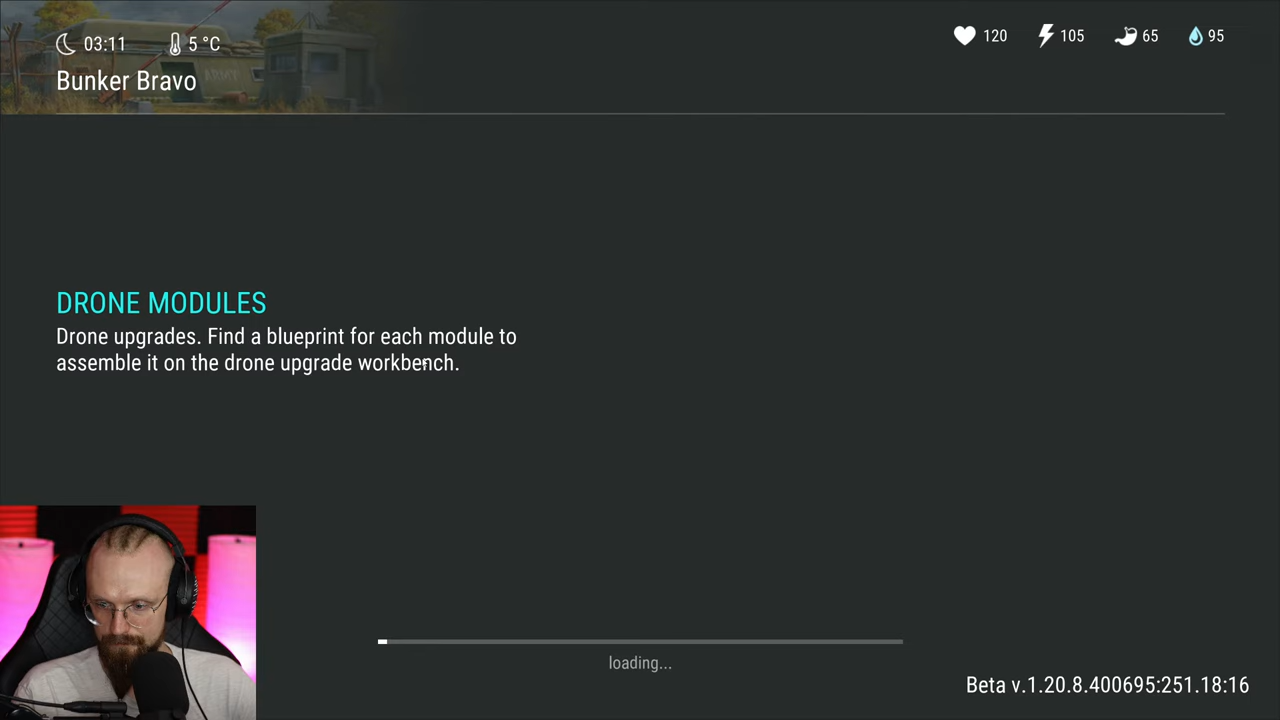 03:11 5 °C
120 105 65 95
Bunker Bravo
DRONE MODULES
Drone upgrades. Find a blueprint for each module to
assemble it on the drone upgrade workbench.
loading...
Beta v.1.20.8.400695:251.18:16